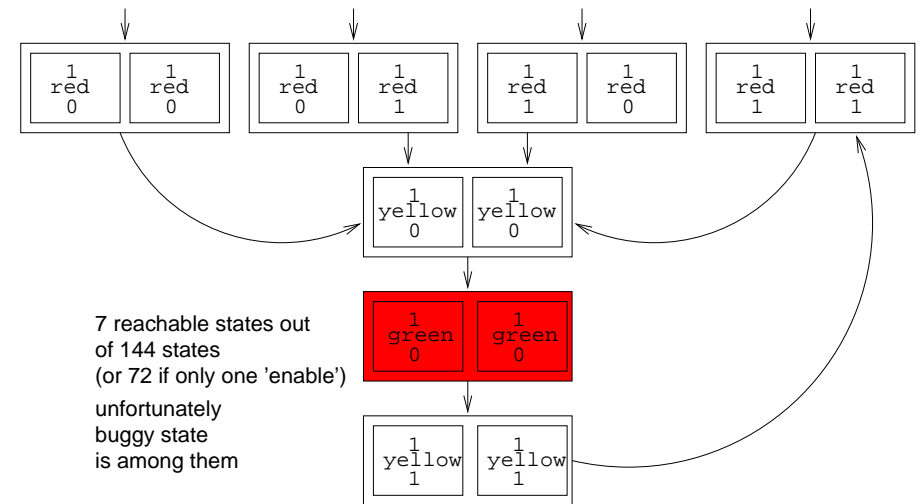 1 1 1 1 1 1 1 1
red red red red red red red red
0 0 0 1 1 0 1 1
1 1
yellow yellow
0 0
1 1
green green
0 0
7 reachable states out
of 144 states
(or 72 if only one 'enable')
unfortunately
buggy state
is among them
1 1
yellow yellow
1 1